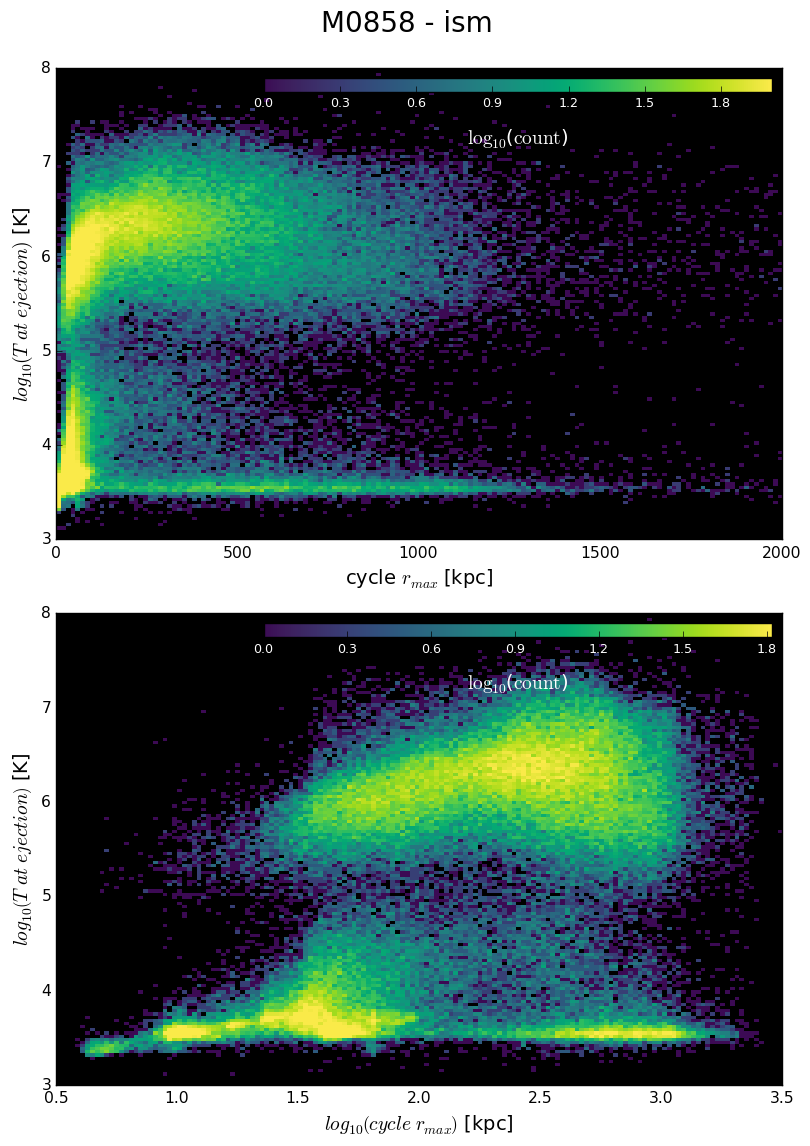 M0858 - ism
8
0.0 0.3 0.6 0.9 1.2 1.5 1.8
log10(count)
7
6
5
4
3
log10(T at ejection) [K]
0 500 1000 1500 2000
cycle rmax [kpc]
8
0.0 0.3 0.6 0.9 1.2 1.5 1.8
log10(count)
7
6
5
4
3
log10(T at ejection) [K]
0.5 1.0 1.5 2.0 2.5 3.0 3.5
log10(cycle rmax) [kpc]